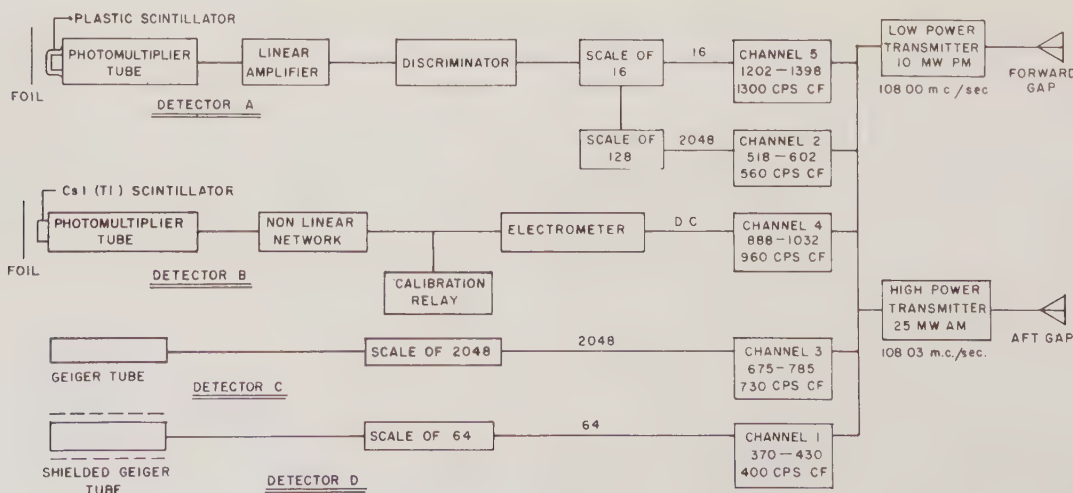 PLASTIC SCINTILLATOR
PHOTOMULTIPLIER
TUBE
LINEAR
AMPLIFIER
DISCRIMINATOR
SCALE OF
16
16
CHANNEL 5
1202-1398
1300 CPS CF
LOW POWER
TRANSMITTER
10 MW PM
108 00 m c /sec
FORWARD
GAP
FOIL
DETECTOR A
SCALE OF
128
2048
CHANNEL 2
518-602
560 CPS CF
CsI (Tl) SCINTILLATOR
PHOTOMULTIPLIER
TUBE
NON LINEAR
NETWORK
ELECTROMETER
D C
CHANNEL 4
888-1032
960 CPS CF
FOIL
DETECTOR B
CALIBRATION
RELAY
HIGH POWER
TRANSMITTER
25 MW AM
108 03 m.c./sec.
AFT GAP
GEIGER TUBE
SCALE OF 2048
2048
CHANNEL 3
675-785
730 CPS CF
DETECTOR C
SHIELDED GEIGER
TUBE
SCALE OF 64
64
CHANNEL 1
370-430
400 CPS CF
DETECTOR D